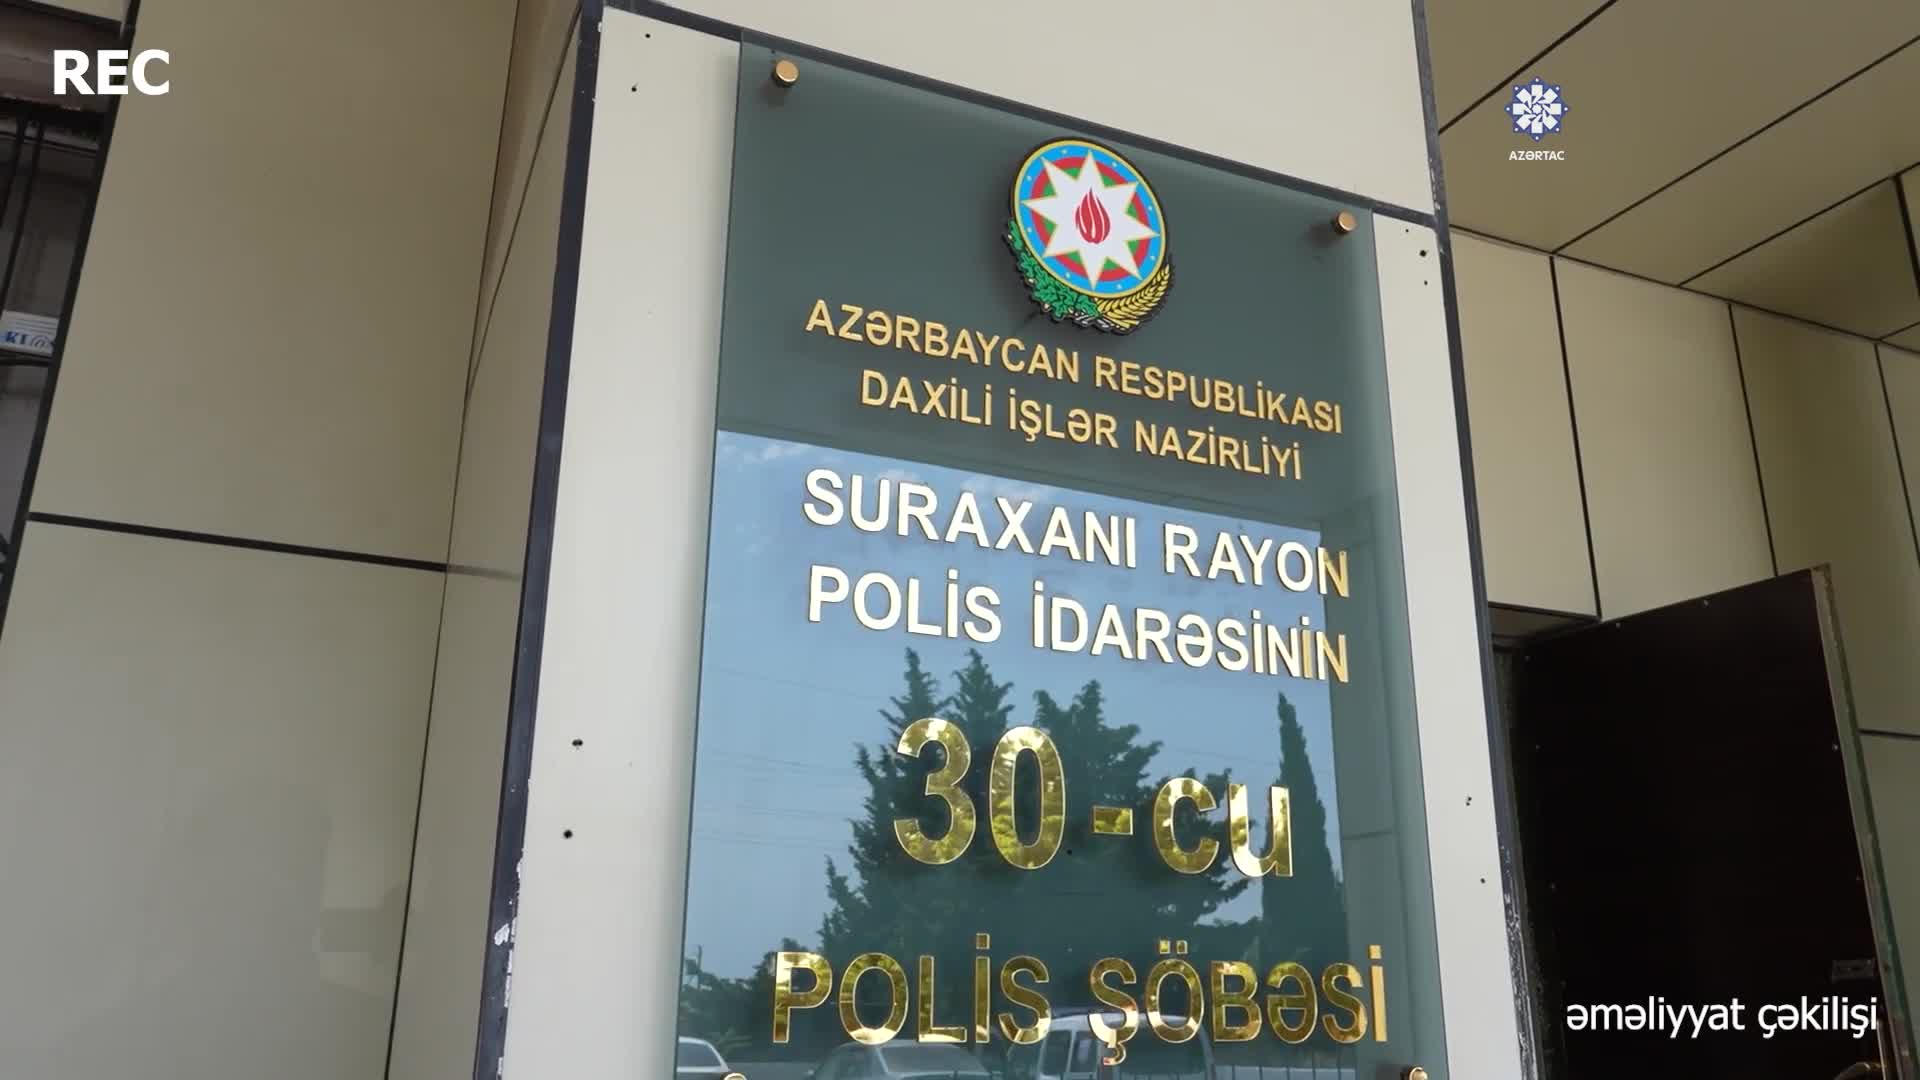 REC
AZƏRTAC
AZƏRBAYCAN RESPUBLİKASI
DAXİLİ İŞLƏR NAZİRLİYİ
SURAXANI RAYON
POLİS İDARƏSİNİN
30-cu
POLİS ŞÖBƏSİ
əməliyyat çəkilişi